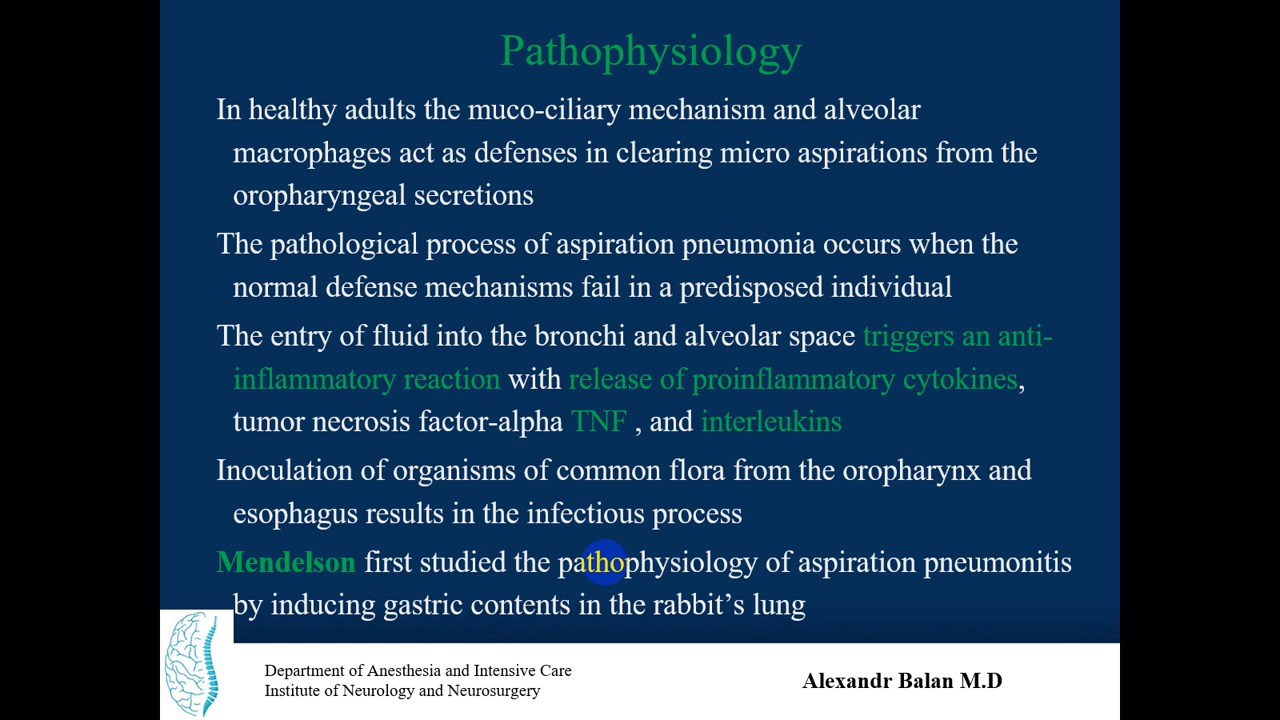 Pathophysiology
In healthy adults the muco-ciliary mechanism and alveolar
macrophages act as defenses in clearing micro aspirations from the
oropharyngeal secretions
The pathological process of aspiration pneumonia occurs when the
normal defense mechanisms fail in a predisposed individual
The entry of fluid into the bronchi and alveolar space triggers an anti-
inflammatory reaction with release of proinflammatory cytokines,
tumor necrosis factor-alpha TNF , and interleukins
Inoculation of organisms of common flora from the oropharynx and
esophagus results in the infectious process
Mendelson first studied the pathophysiology of aspiration pneumonitis
by inducing gastric contents in the rabbit’s lung
Department of Anesthesia and Intensive Care
Institute of Neurology and Neurosurgery
Alexandr Balan M.D